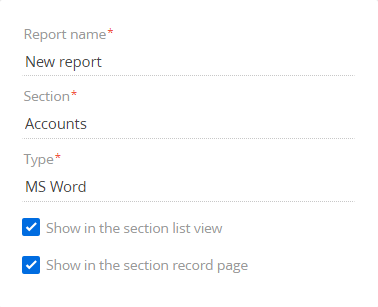 Report name*
New report
Section*
Accounts
Type*
MS Word
Show in the section list view
Show in the section record page